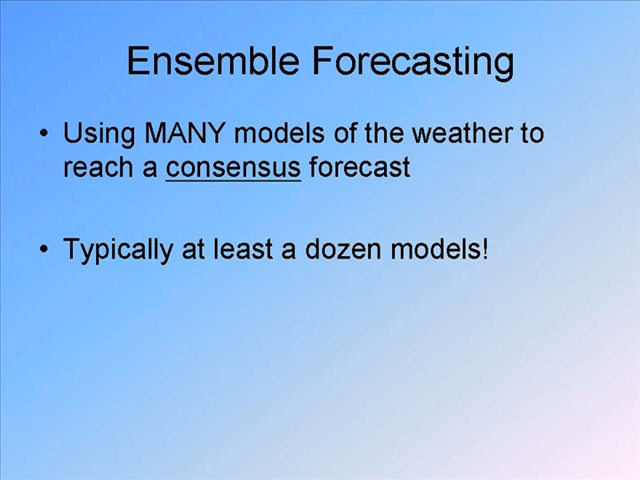 Ensemble Forecasting
• Using MANY models of the weather to
reach a consensus forecast
• Typically at least a dozen models!